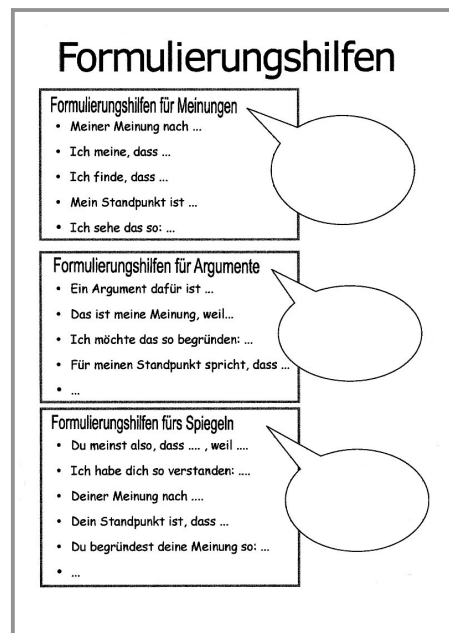 Formulierungshilfen
Formulierungshilfen für Meinungen
• Meiner Meinung nach ...
• Ich meine, dass ...
• Ich finde, dass ...
• Mein Standpunkt ist ...
• Ich sehe das so: ...
Formulierungshilfen für Argumente
• Ein Argument dafür ist ...
• Das ist meine Meinung, weil...
• Ich möchte das so begründen: ...
• Für meinen Standpunkt spricht, dass ...
• ...
Formulierungshilfen fürs Spiegeln
• Du meinst also, dass .... , weil ....
• Ich habe dich so verstanden: ....
• Deiner Meinung nach ....
• Dein Standpunkt ist, dass ...
• Du begründest deine Meinung so: ...
• ...